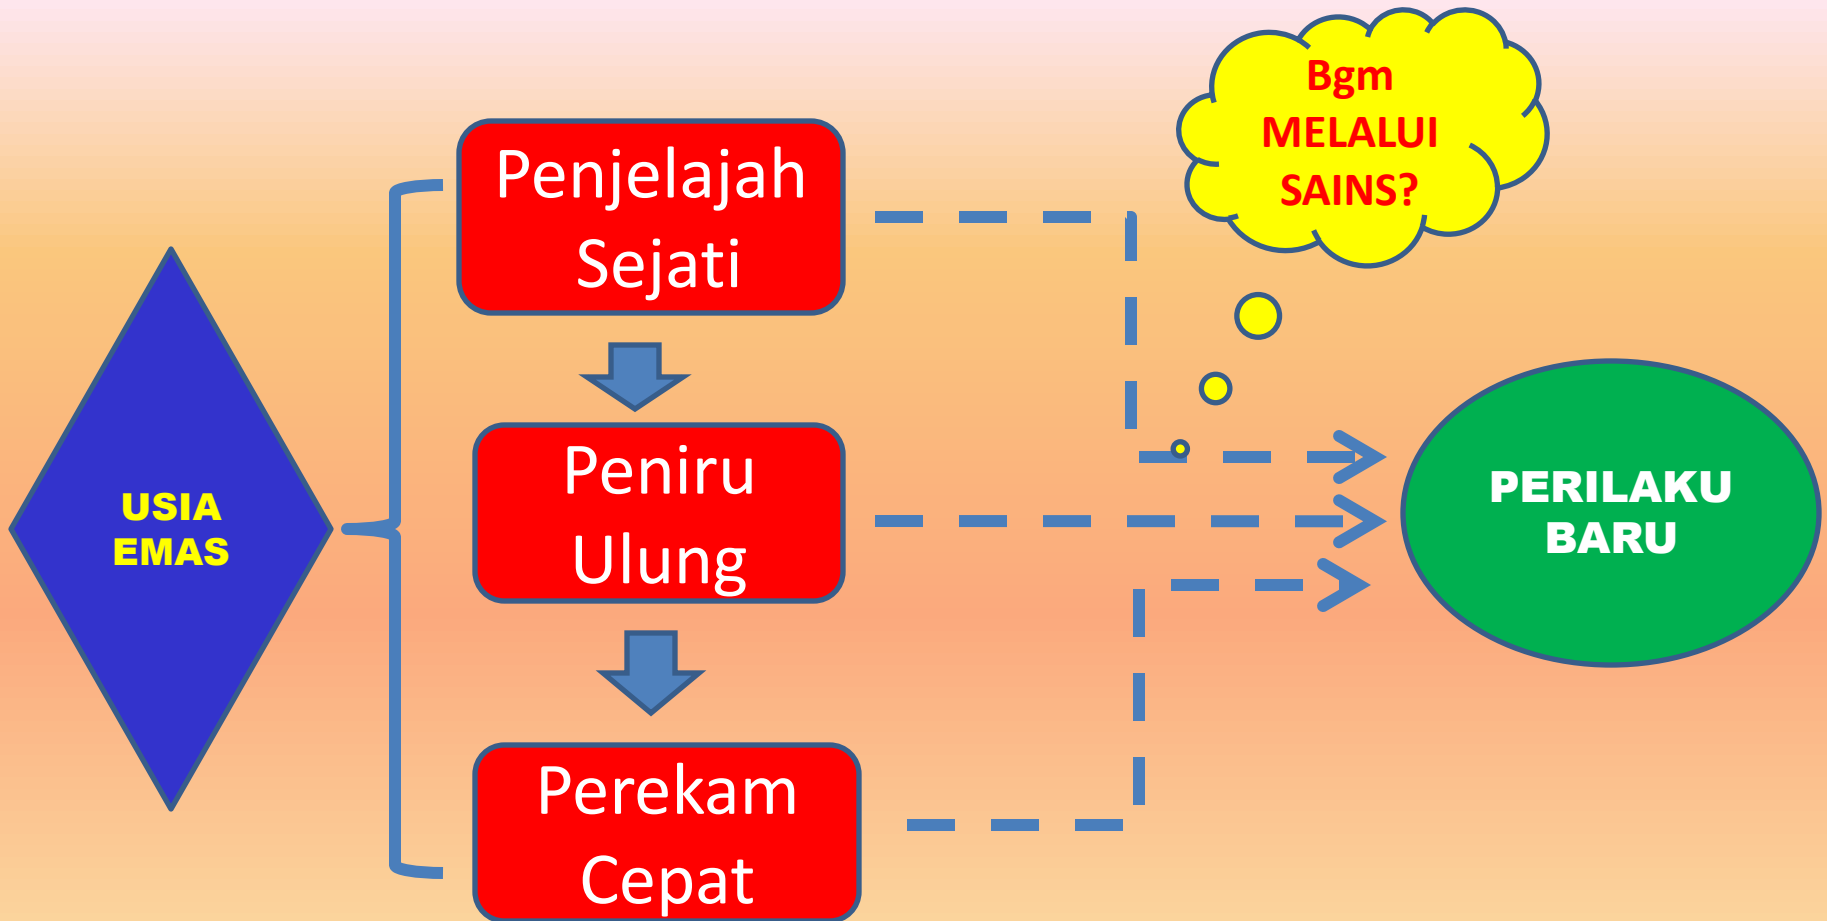 USIA
EMAS
Penjelajah
Sejati
Peniru
Ulung
Perekam
Cepat
Bgm
MELALUI
SAINS?
PERILAKU
BARU